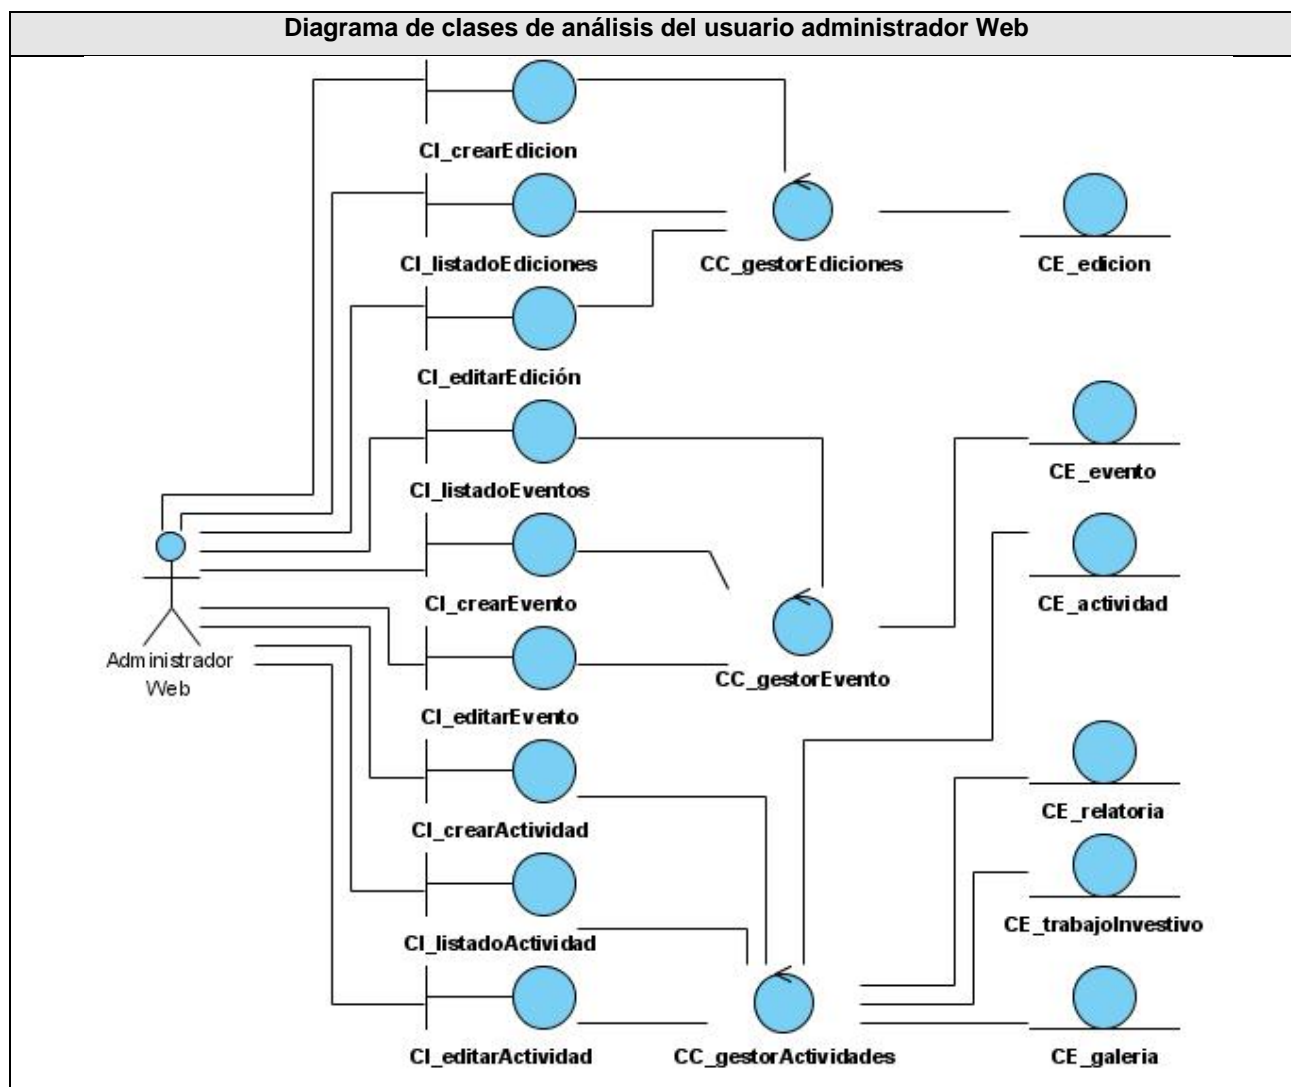 Diagrama de clases de análisis del usuario administrador Web
CI_crearEdicion
CI_listadoEdiciones
CC_gestorEdiciones
CE_edicion
CI_editarEdición
CI_listadoEventos
CE_evento
CI_crearEvento
CE_actividad
Administrador
Web
CC_gestorEvento
CI_editarEvento
CI_crearActividad
CE_relatoria
CI_listadoActividad
CE_trabajoInvestivo
CI_editarActividad
CC_gestorActividades
CE_galeria